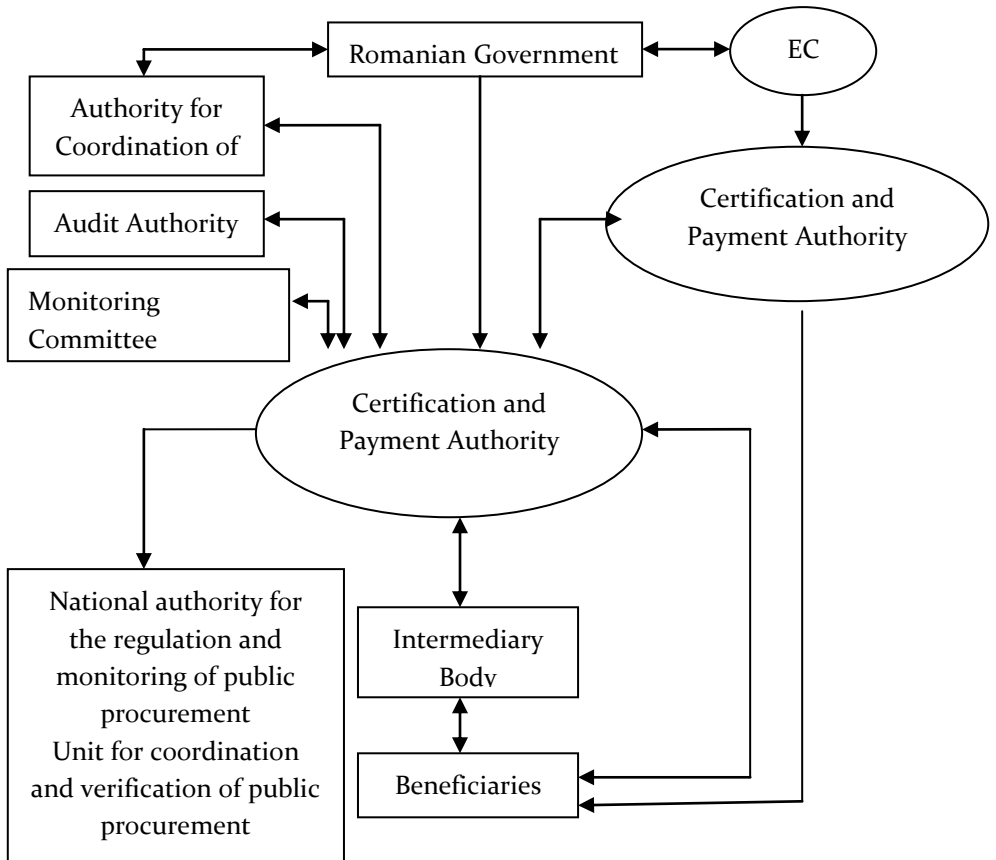 Romanian Government
EC
Authority for
Coordination of
Certification and
Payment Authority
Audit Authority
Monitoring
Committee
Certification and
Payment Authority
National authority for
the regulation and
monitoring of public
procurement
Unit for coordination
and verification of public
procurement
Intermediary
Body
Beneficiaries